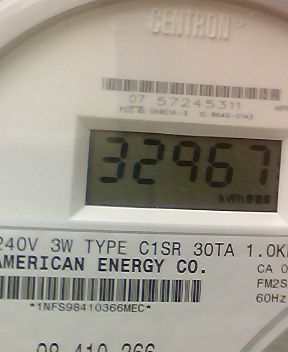 CENTRON
07 57245311
32967
kWh
240V 3W TYPE C1SR 30TA 1.0K
AMERICAN ENERGY CO.
CA 0
FM2S
60Hz
*1NFS98410366MEC*
98 410 366